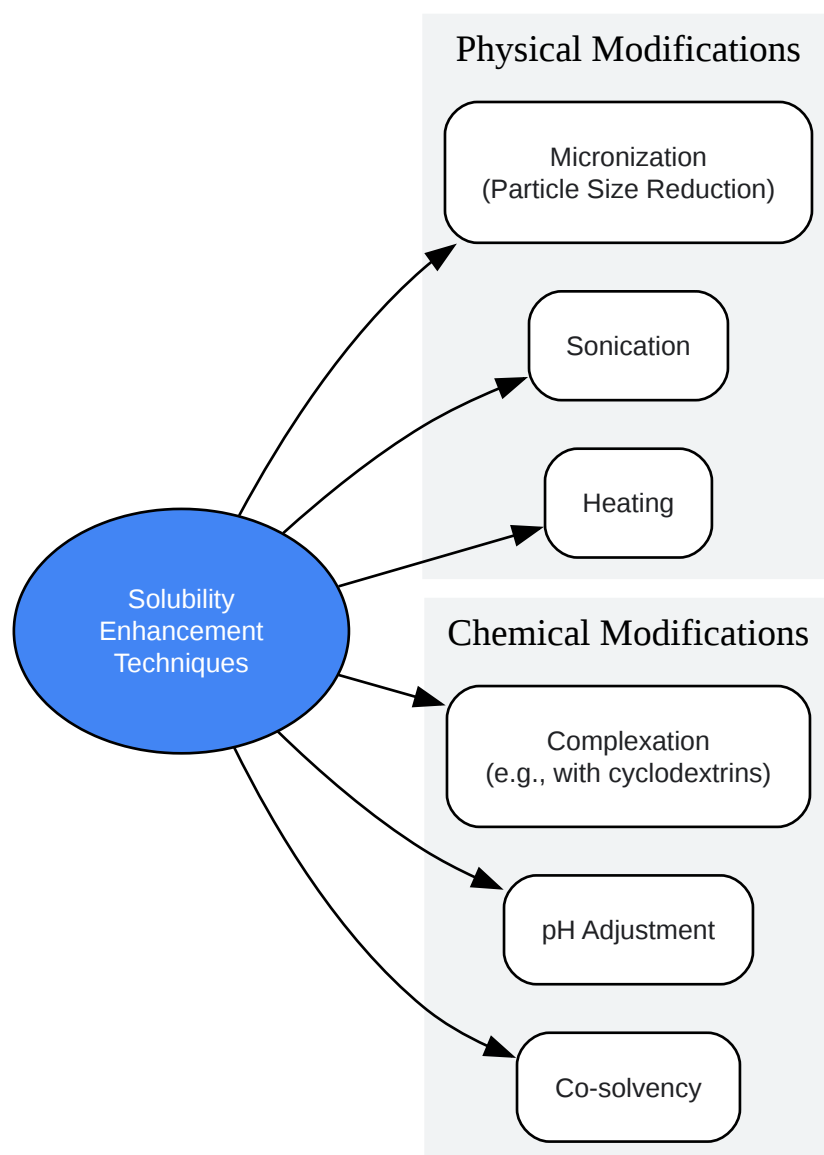 Physical Modifications
Micronization
(Particle Size Reduction)
Sonication
Heating
Solubility
Enhancement
Techniques
Chemical Modifications
Complexation
(e.g., with cyclodextrins)
pH Adjustment
Co-solvency